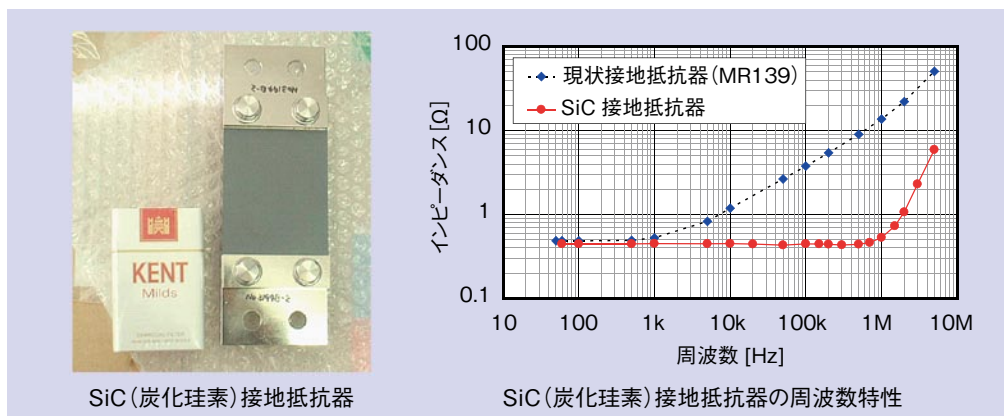 KENT
Milds
SiC(炭化珪素)接地抵抗器
100
10
1
0.1
インピーダンス[Ω]
現状接地抵抗器(MR139)
SiC 接地抵抗器
10
100
1k
10k
100k
1M
10M
周波数 [Hz]
SiC(炭化珪素)接地抵抗器の周波数特性